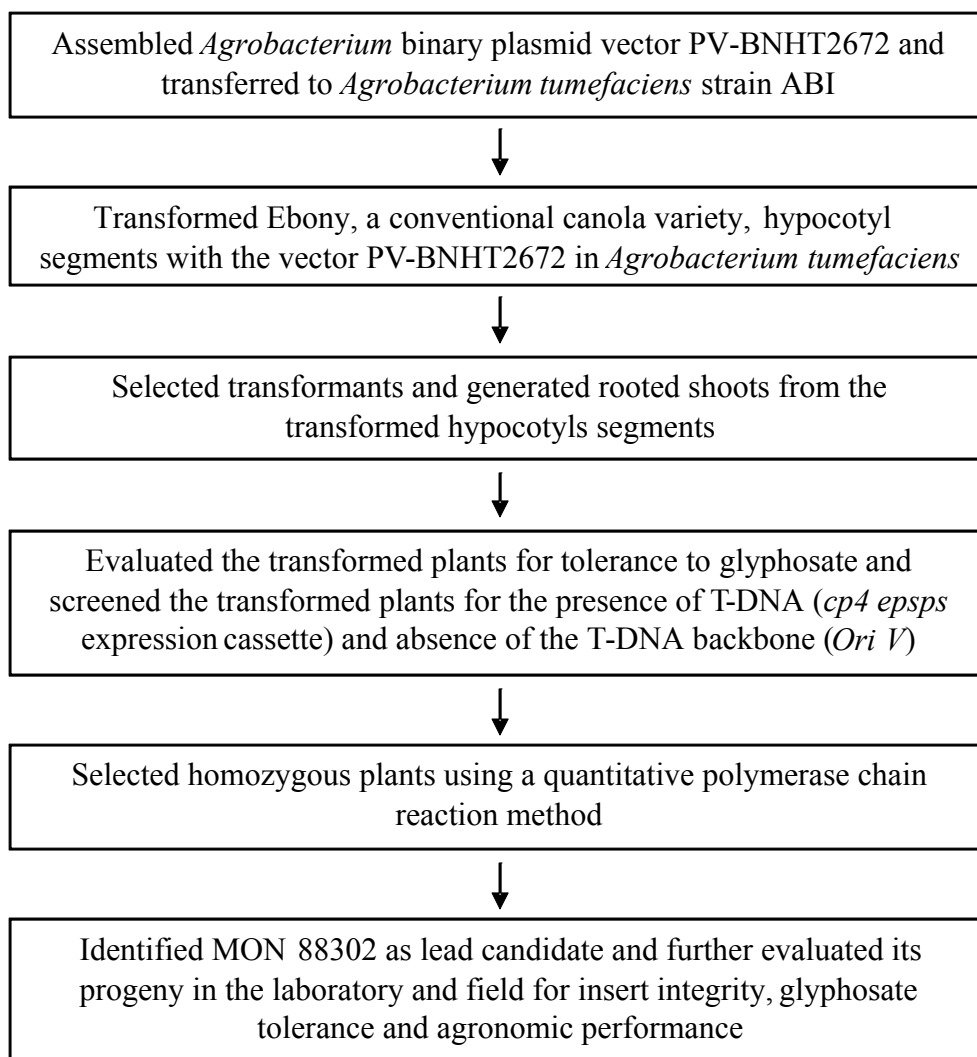 Assembled Agrobacterium binary plasmid vector PV-BNHT2672 and
transferred to Agrobacterium tumefaciens strain ABI
Transformed Ebony, a conventional canola variety, hypocotyl
segments with the vector PV-BNHT2672 in Agrobacterium tumefaciens
Selected transformants and generated rooted shoots from the
transformed hypocotyls segments
Evaluated the transformed plants for tolerance to glyphosate and
screened the transformed plants for the presence of T-DNA (cp4 epsps
expression cassette) and absence of the T-DNA backbone (Ori V)
Selected homozygous plants using a quantitative polymerase chain
reaction method
Identified MON 88302 as lead candidate and further evaluated its
progeny in the laboratory and field for insert integrity, glyphosate
tolerance and agronomic performance